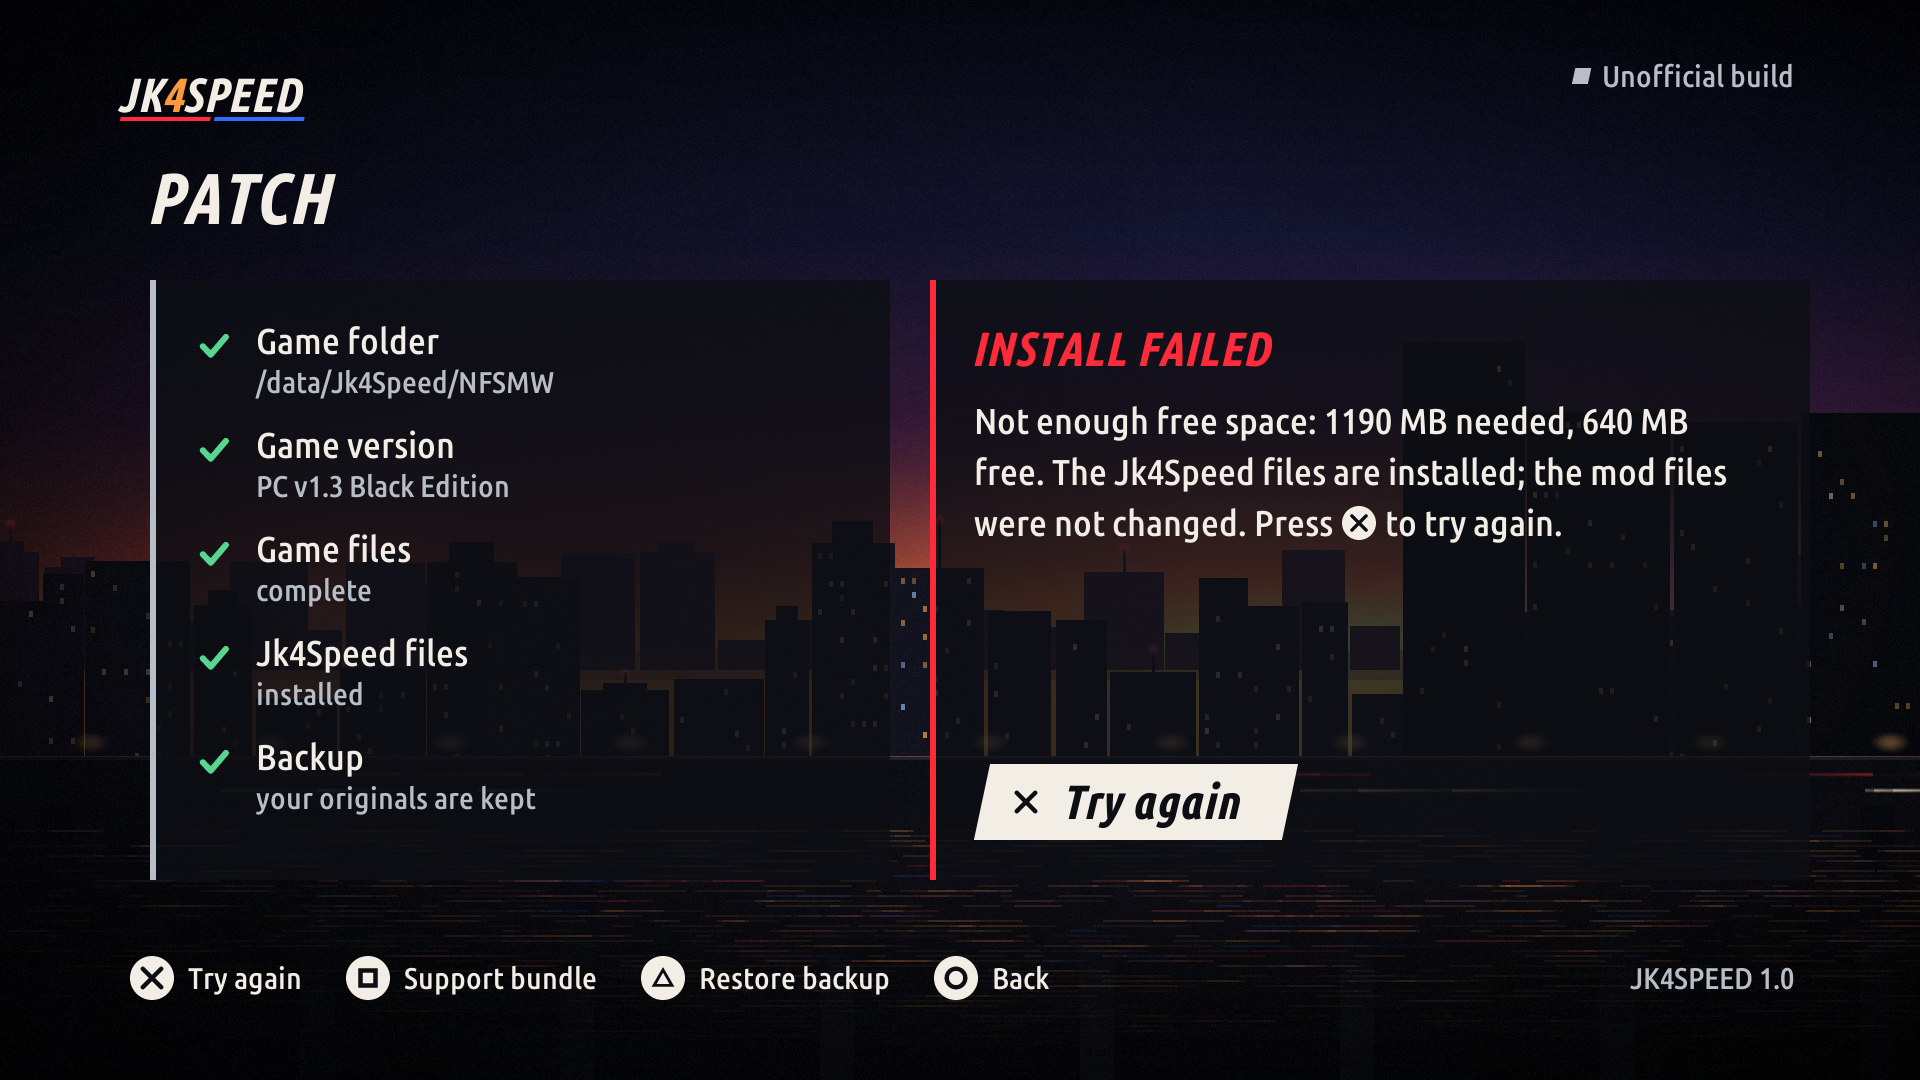 JK4SPEED
Unofficial build
PATCH
Game folder
/data/Jk4Speed/NFSMW
Game version
PC v1.3 Black Edition
Game files
complete
Jk4Speed files
installed
Backup
your originals are kept
INSTALL FAILED
Not enough free space: 1190 MB needed, 640 MB
free. The Jk4Speed files are installed; the mod files
were not changed. Press to try again.
Try again
Try again
Support bundle
Restore backup
Back
JK4SPEED 1.0